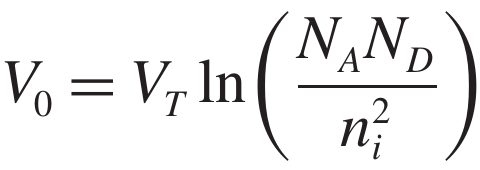 V_0 = V_T ln(N_A N_D / n_i^2)